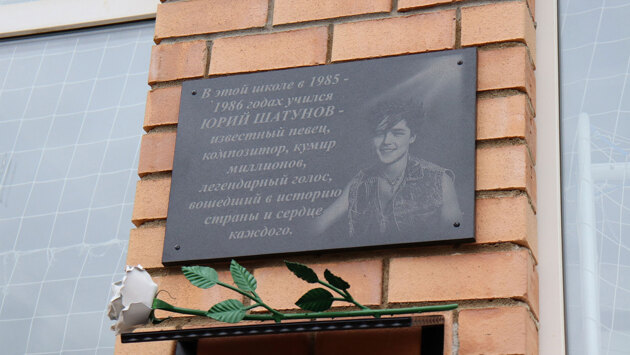 В этой школе в 1985 -
1986 годах учился
ЮРИЙ ШАТУНОВ -
известный певец,
композитор, кумир
миллионов,
легендарный голос,
вошедший в историю
страны и сердце
каждого.